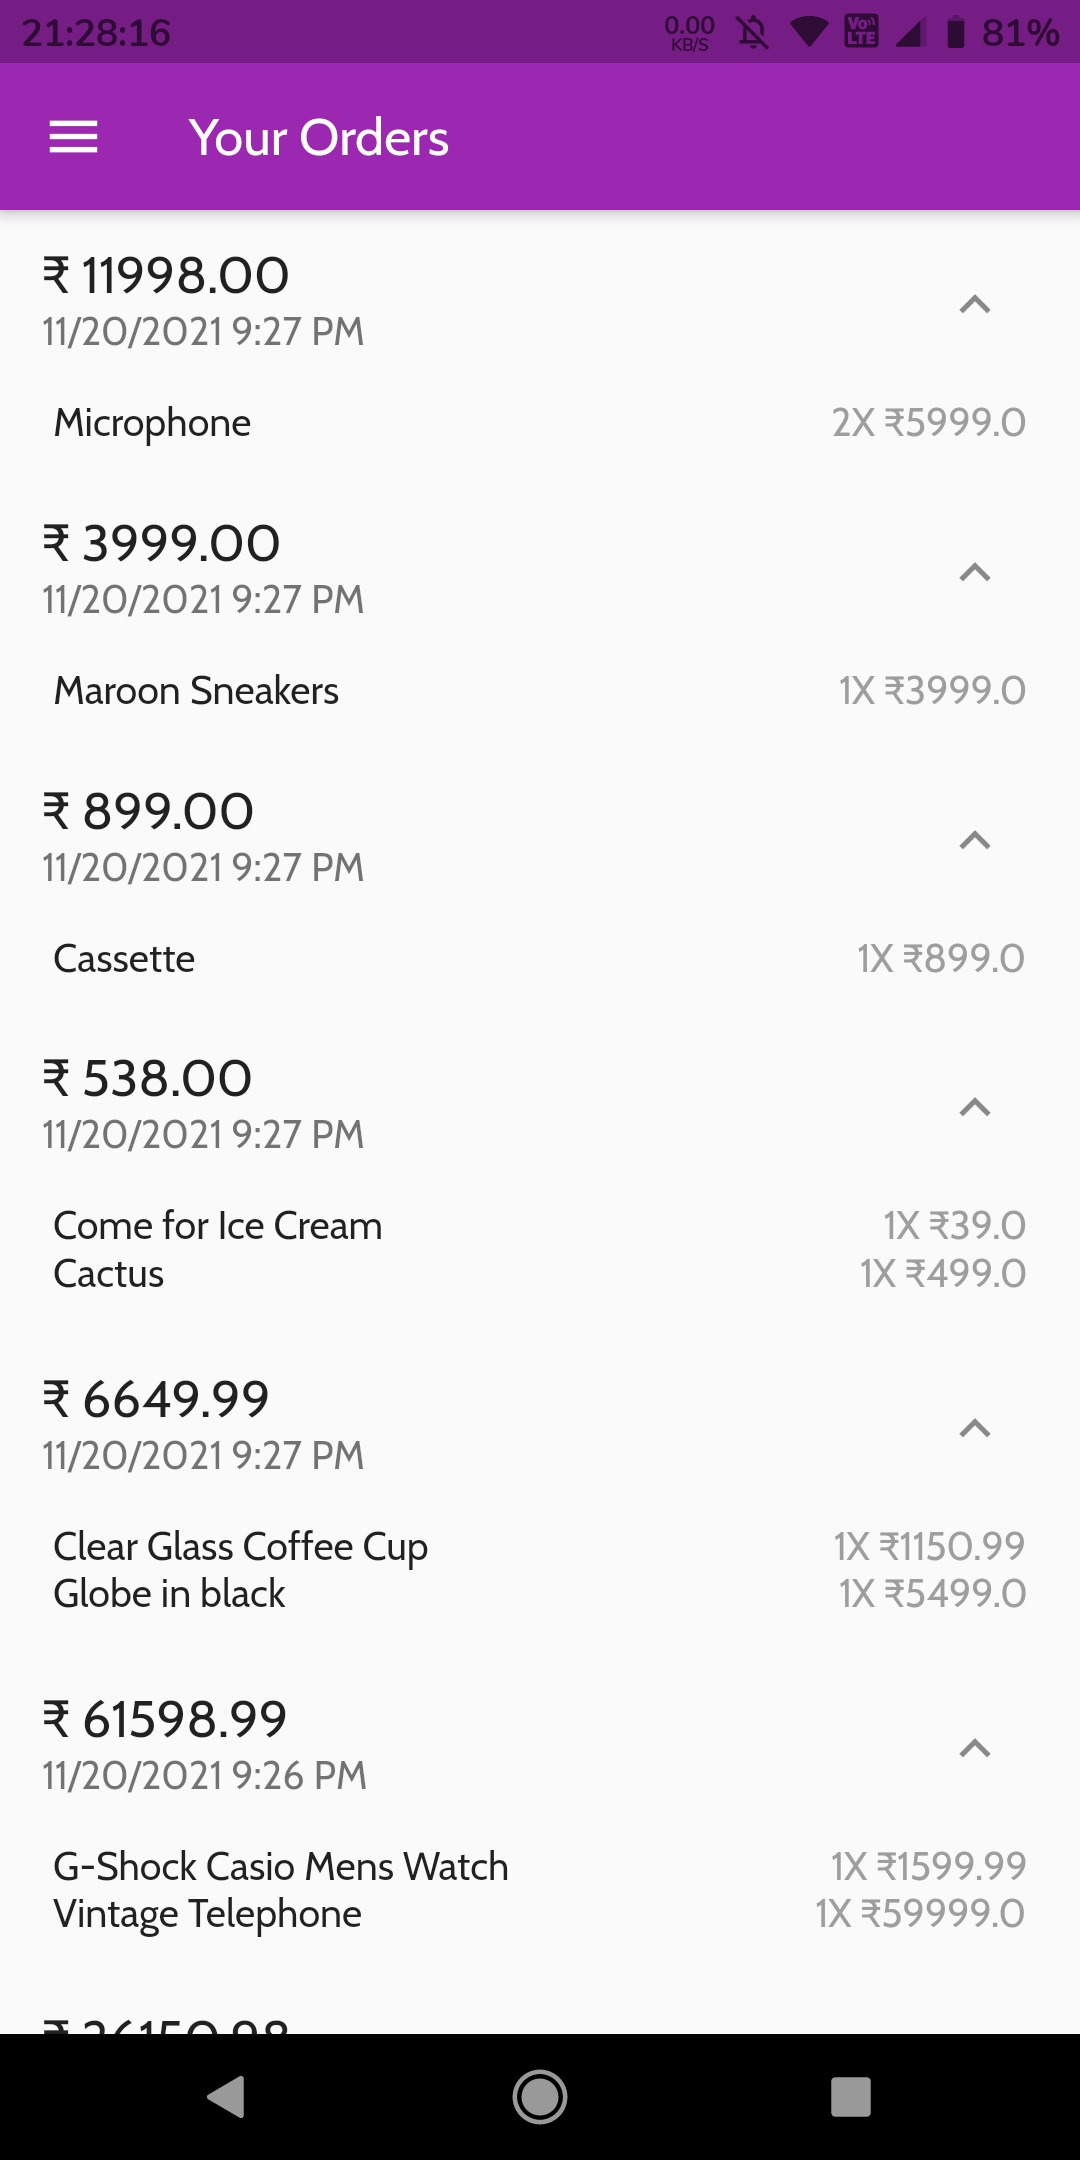 21:28:16 0.00 KB/S Vo LTE 81%
Your Orders
₹ 11998.00
11/20/2021 9:27 PM
Microphone 2X ₹5999.0
₹ 3999.00
11/20/2021 9:27 PM
Maroon Sneakers 1X ₹3999.0
₹ 899.00
11/20/2021 9:27 PM
Cassette 1X ₹899.0
₹ 538.00
11/20/2021 9:27 PM
Come for Ice Cream 1X ₹39.0
Cactus 1X ₹499.0
₹ 6649.99
11/20/2021 9:27 PM
Clear Glass Coffee Cup 1X ₹1150.99
Globe in black 1X ₹5499.0
₹ 61598.99
11/20/2021 9:26 PM
G-Shock Casio Mens Watch 1X ₹1599.99
Vintage Telephone 1X ₹59999.0